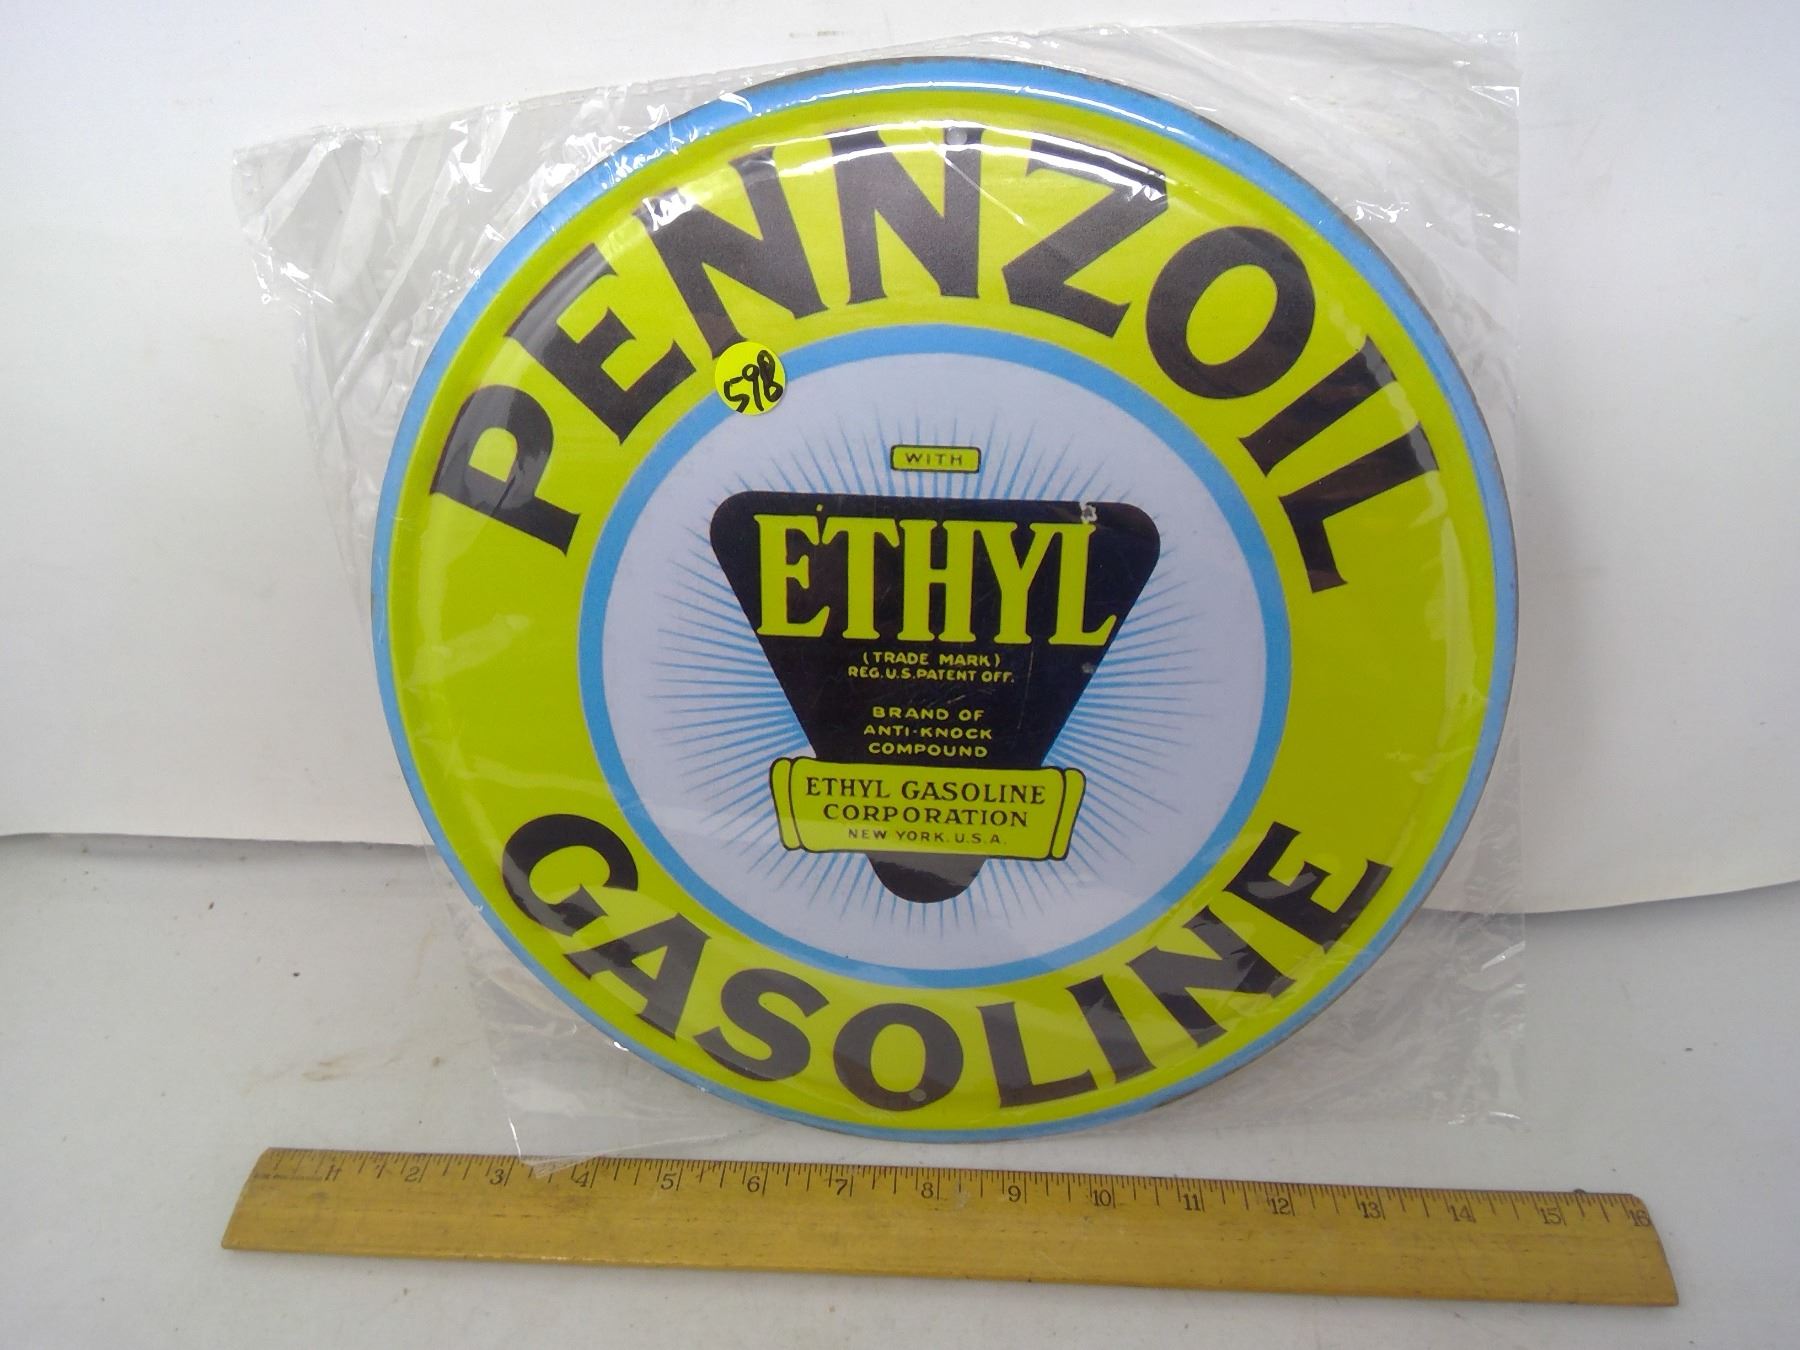 PENNZOIL
598
WITH
ETHYL
(TRADE MARK)
REG.U.S.PATENT OFF.
BRAND OF
ANTI-KNOCK
COMPOUND
ETHYL GASOLINE
CORPORATION
NEW YORK. U.S.A.
GASOLINE
1 2 3 4 5 6 7 8 9 10 11 12 13 14 15 16